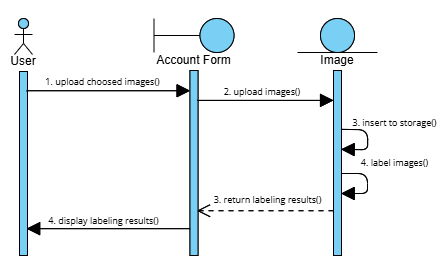 User
Account Form
Image
1. upload choosed images()
2. upload images()
3. insert to storage()
4. label images()
3. return labeling results()
4. display labeling results()